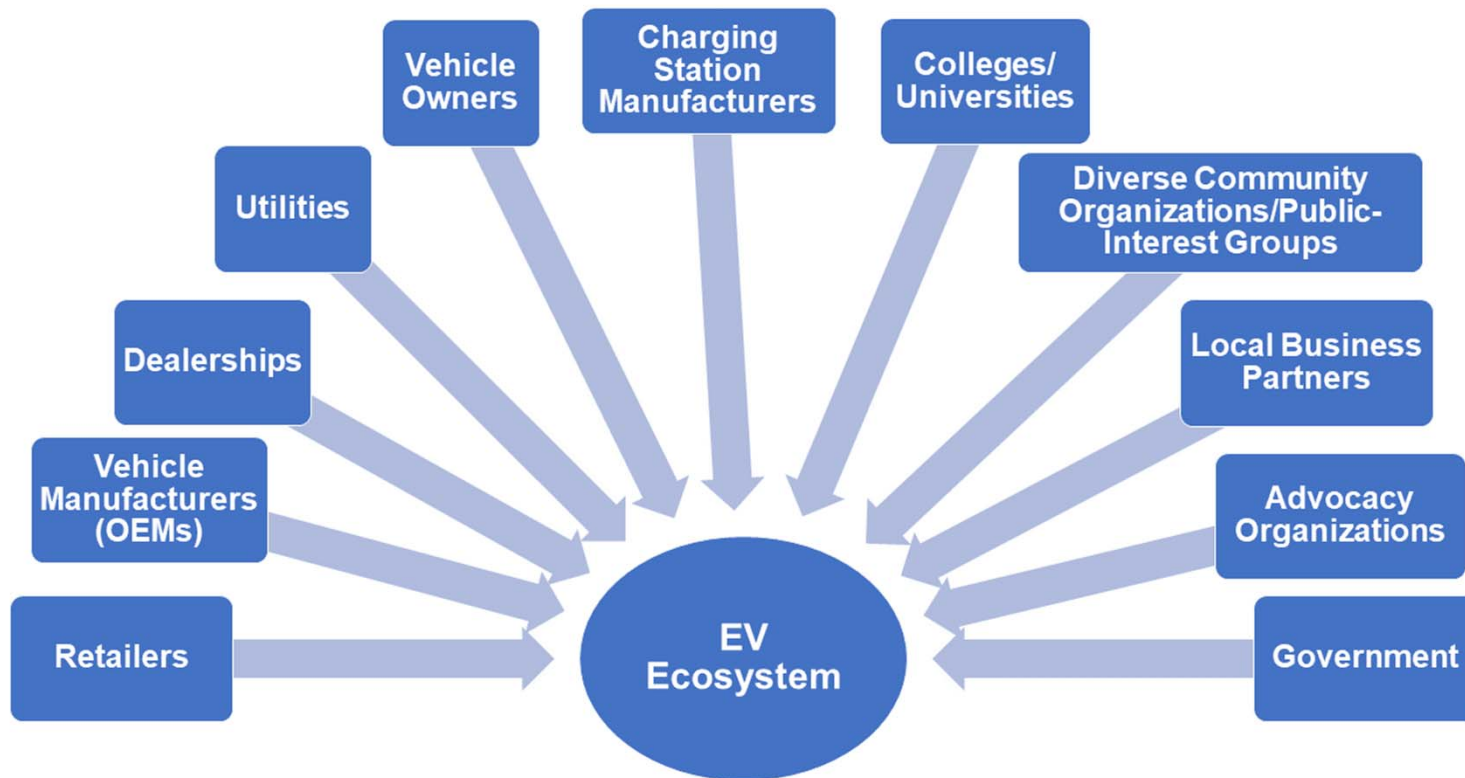 Charging
Station
Manufacturers
Vehicle
Owners
Colleges/
Universities
Utilities
Diverse Community
Organizations/Public-
Interest Groups
Dealerships
Local Business
Partners
Vehicle
Manufacturers
(OEMs)
Advocacy
Organizations
Retailers
EV
Ecosystem
Government